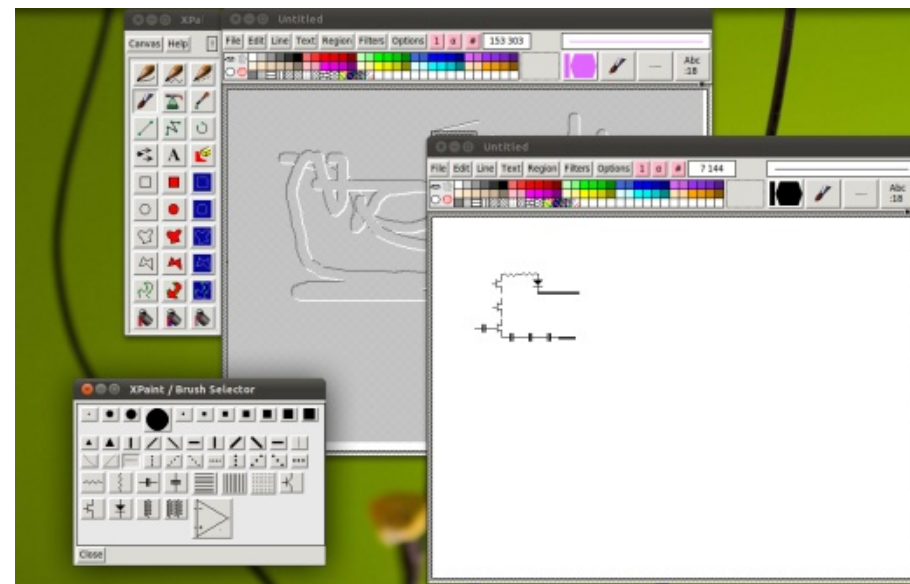 XPai
Canvas Help
Untitled
File Edit Line Text Region Filters Options 1 α # 153 303
Abc
:18
A
Untitled
File Edit Line Text Region Filters Options 1 α # 7 144
Abc
:18
XPaint / Brush Selector
Close